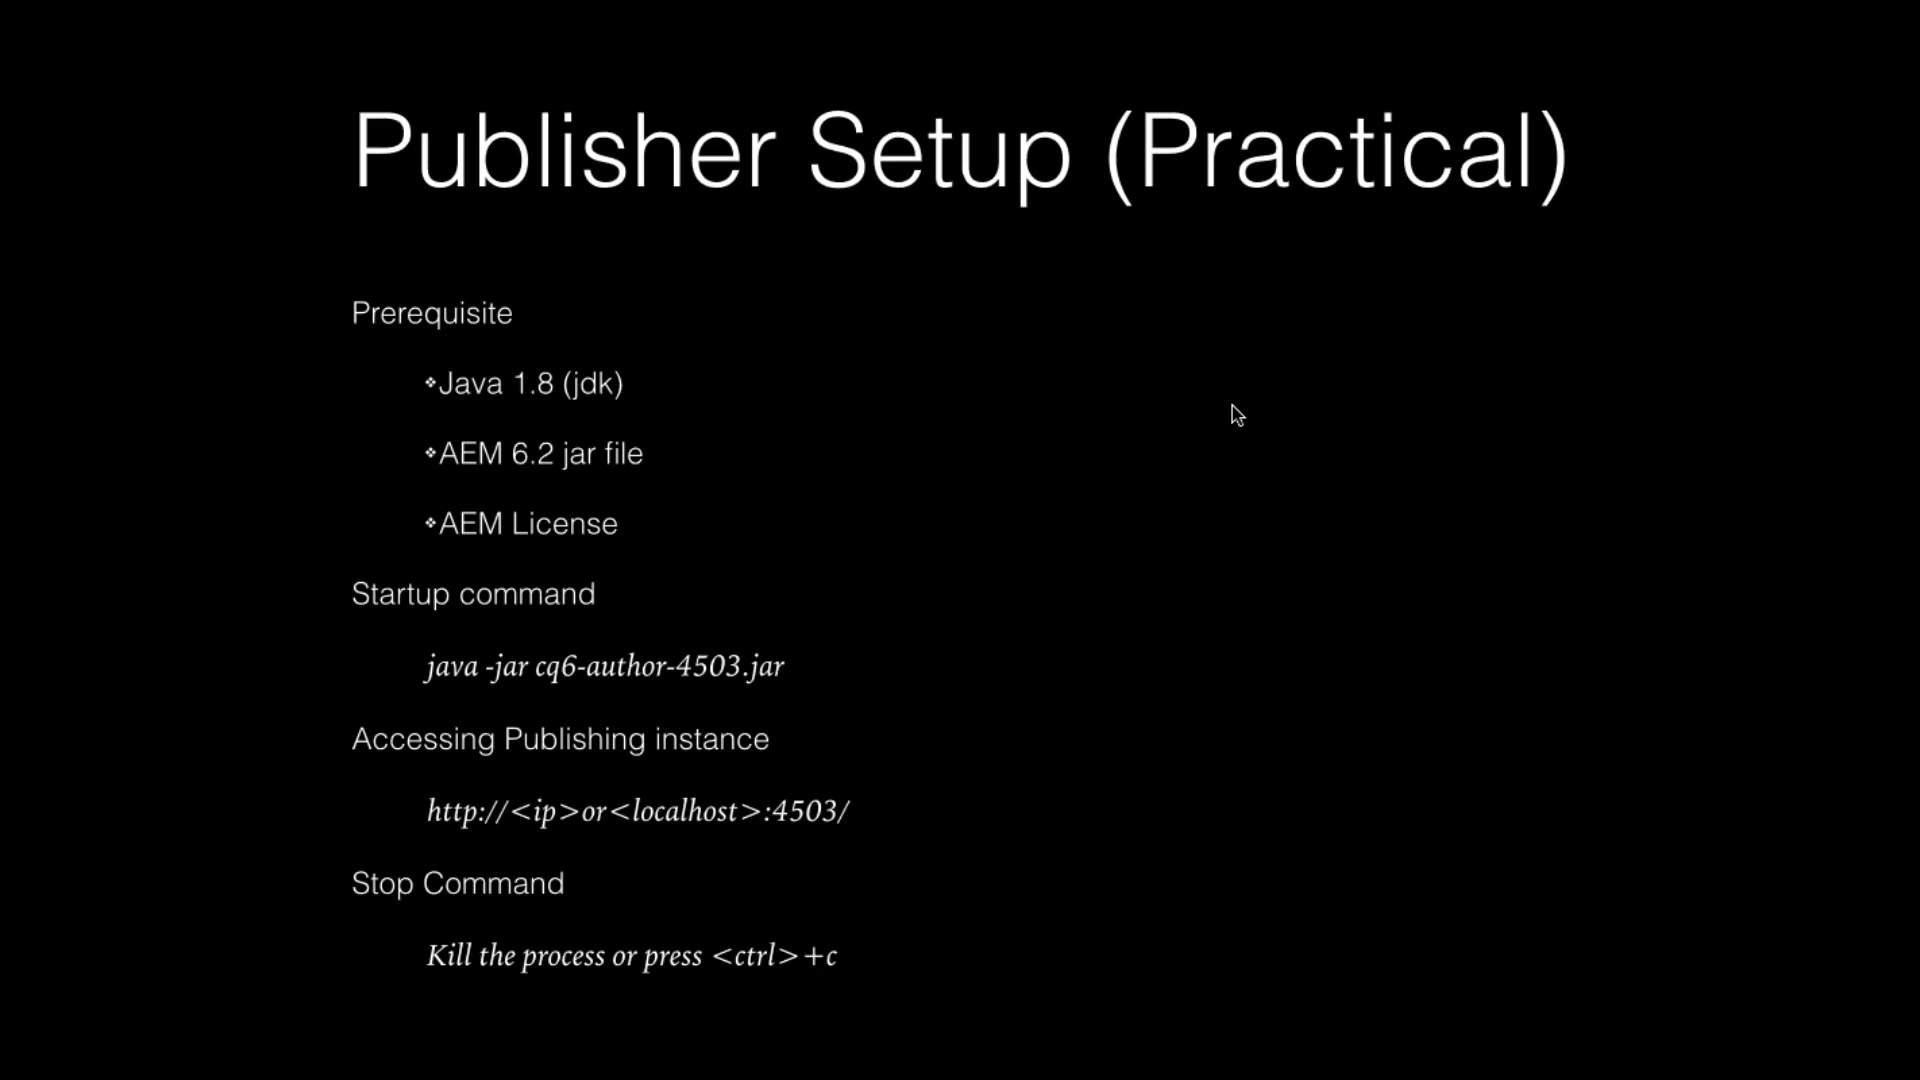 Publisher Setup (Practical)
Prerequisite
❖Java 1.8 (jdk)
❖AEM 6.2 jar file
❖AEM License
Startup command
java -jar cq6-author-4503.jar
Accessing Publishing instance
http://<ip>or<localhost>:4503/
Stop Command
Kill the process or press <ctrl>+c